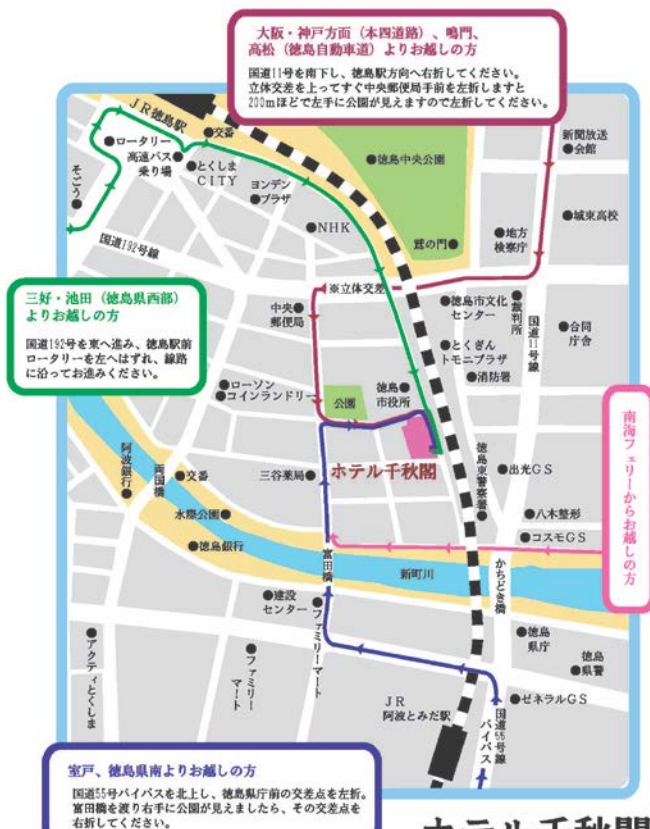 大阪・神戸方面（本四道路）、鳴門、
高松（徳島自動車道）よりお越しの方
国道11号を南下し、徳島駅方向へ右折してください。
立体交差を上ってすぐ中央郵便局手前を左折しますと
200mほどで左手に公園が見えますので左折してください。
JR徳島駅
●交番
●ロータリー
高速バス●
乗り場
●とくしま
CITY
そごう●
ヨンデン
●プラザ
●NHK
国道192号線
●徳島中央公園
鷲の門●
新聞放送
●会館
●城東高校
●地方
検察庁
※立体交差
中央●
郵便局
●徳島市文化
センター
●裁判所
国道11号線
●合同
庁舎
●とくぎん
トモニプラザ
●消防署
三好・池田（徳島県西部）
よりお越しの方
国道192号を東へ進み、徳島駅前
ロータリーを左へはずれ、線路
に沿ってお進みください。
●ローソン
●コインランドリー
公園
徳島●
市役所
ホテル千秋閣
南海フェリーからお越しの方
阿波銀行●
両国橋
●交番
三谷薬局●
水際公園●
●徳島銀行
徳島東警察署●
●出光GS
●八木整形
●コスモGS
富田橋
新町川
かちどき橋
●建設
センター
●ファミリーマート
●ファミリー
マート
●アクティとくしま
●徳島
県庁
徳島●
県警
●ゼネラルGS
JR
阿波とみだ駅
国道55号線
バイパス
室戸、徳島県南よりお越しの方
国道55号バイパスを北上し、徳島県庁前の交差点を左折。
富田橋を渡り右手に公園が見えましたら、その交差点を
右折してください。
ホテル千秋閣